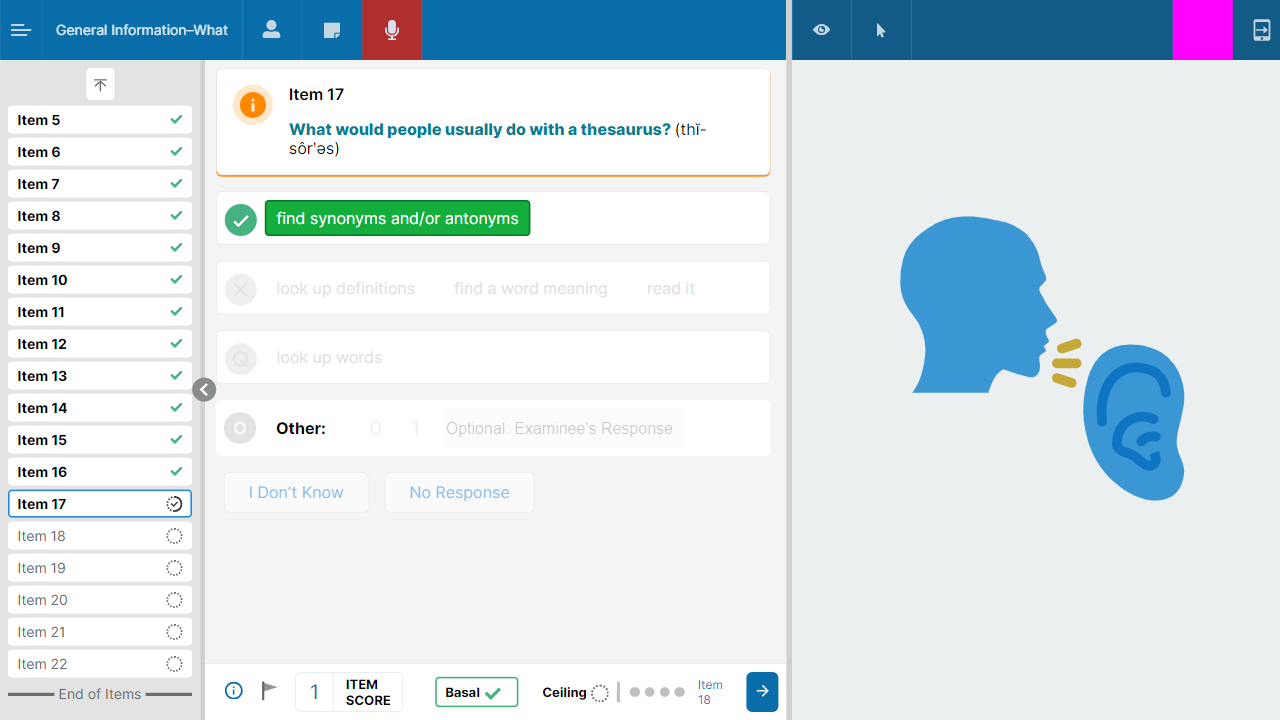 General Information–What
Item 5
Item 6
Item 7
Item 8
Item 9
Item 10
Item 11
Item 12
Item 13
Item 14
Item 15
Item 16
Item 17
Item 18
Item 19
Item 20
Item 21
Item 22
End of Items
Item 17
What would people usually do with a thesaurus? (thĭ-
sôr'əs)
find synonyms and/or antonyms
look up definitions find a word meaning read it
Q look up words
Other: 0 1 Optional: Examinee's Response
I Don't Know No Response
1 ITEM
SCORE
Basal
Ceiling
Item
18